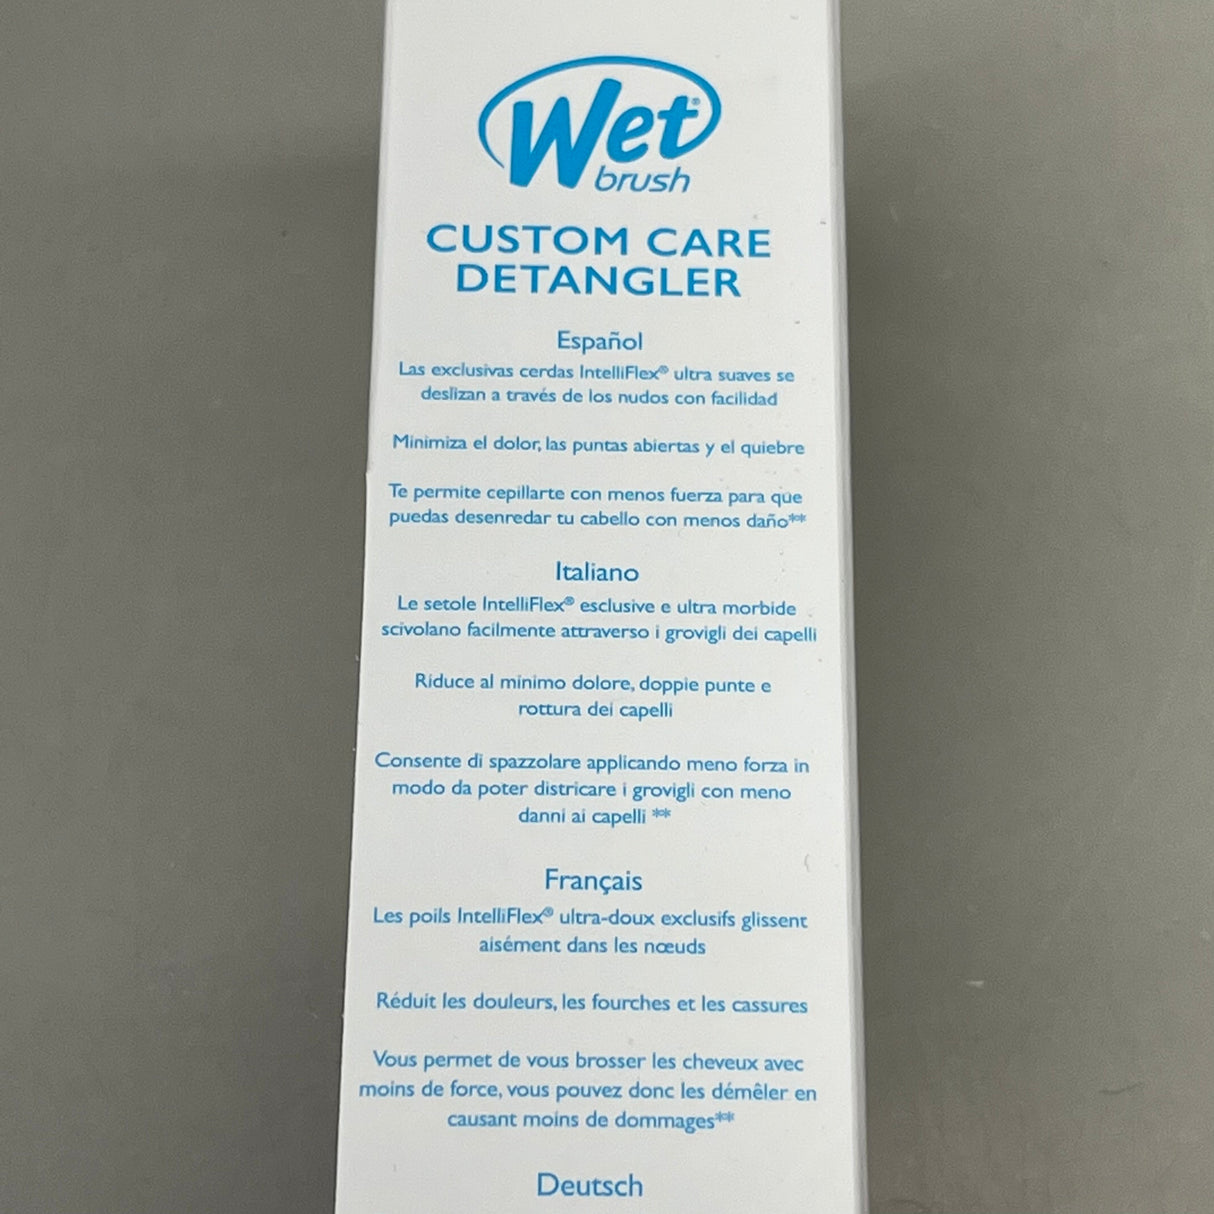 Wet®
brush
CUSTOM CARE
DETANGLER
Español
Las exclusivas cerdas IntelliFlex® ultra suaves se
deslizan a través de los nudos con facilidad
Minimiza el dolor, las puntas abiertas y el quiebre
Te permite cepillarte con menos fuerza para que
puedas desenredar tu cabello con menos daño**
Italiano
Le setole IntelliFlex® esclusive e ultra morbide
scivolano facilmente attraverso i grovigli dei capelli
Riduce al minimo dolore, doppie punte e
rottura dei capelli
Consente di spazzolare applicando meno forza in
modo da poter districare i grovigli con meno
danni ai capelli **
Français
Les poils IntelliFlex® ultra-doux exclusifs glissent
aisément dans les nœuds
Réduit les douleurs, les fourches et les cassures
Vous permet de vous brosser les cheveux avec
moins de force, vous pouvez donc les démêler en
causant moins de dommages**
Deutsch